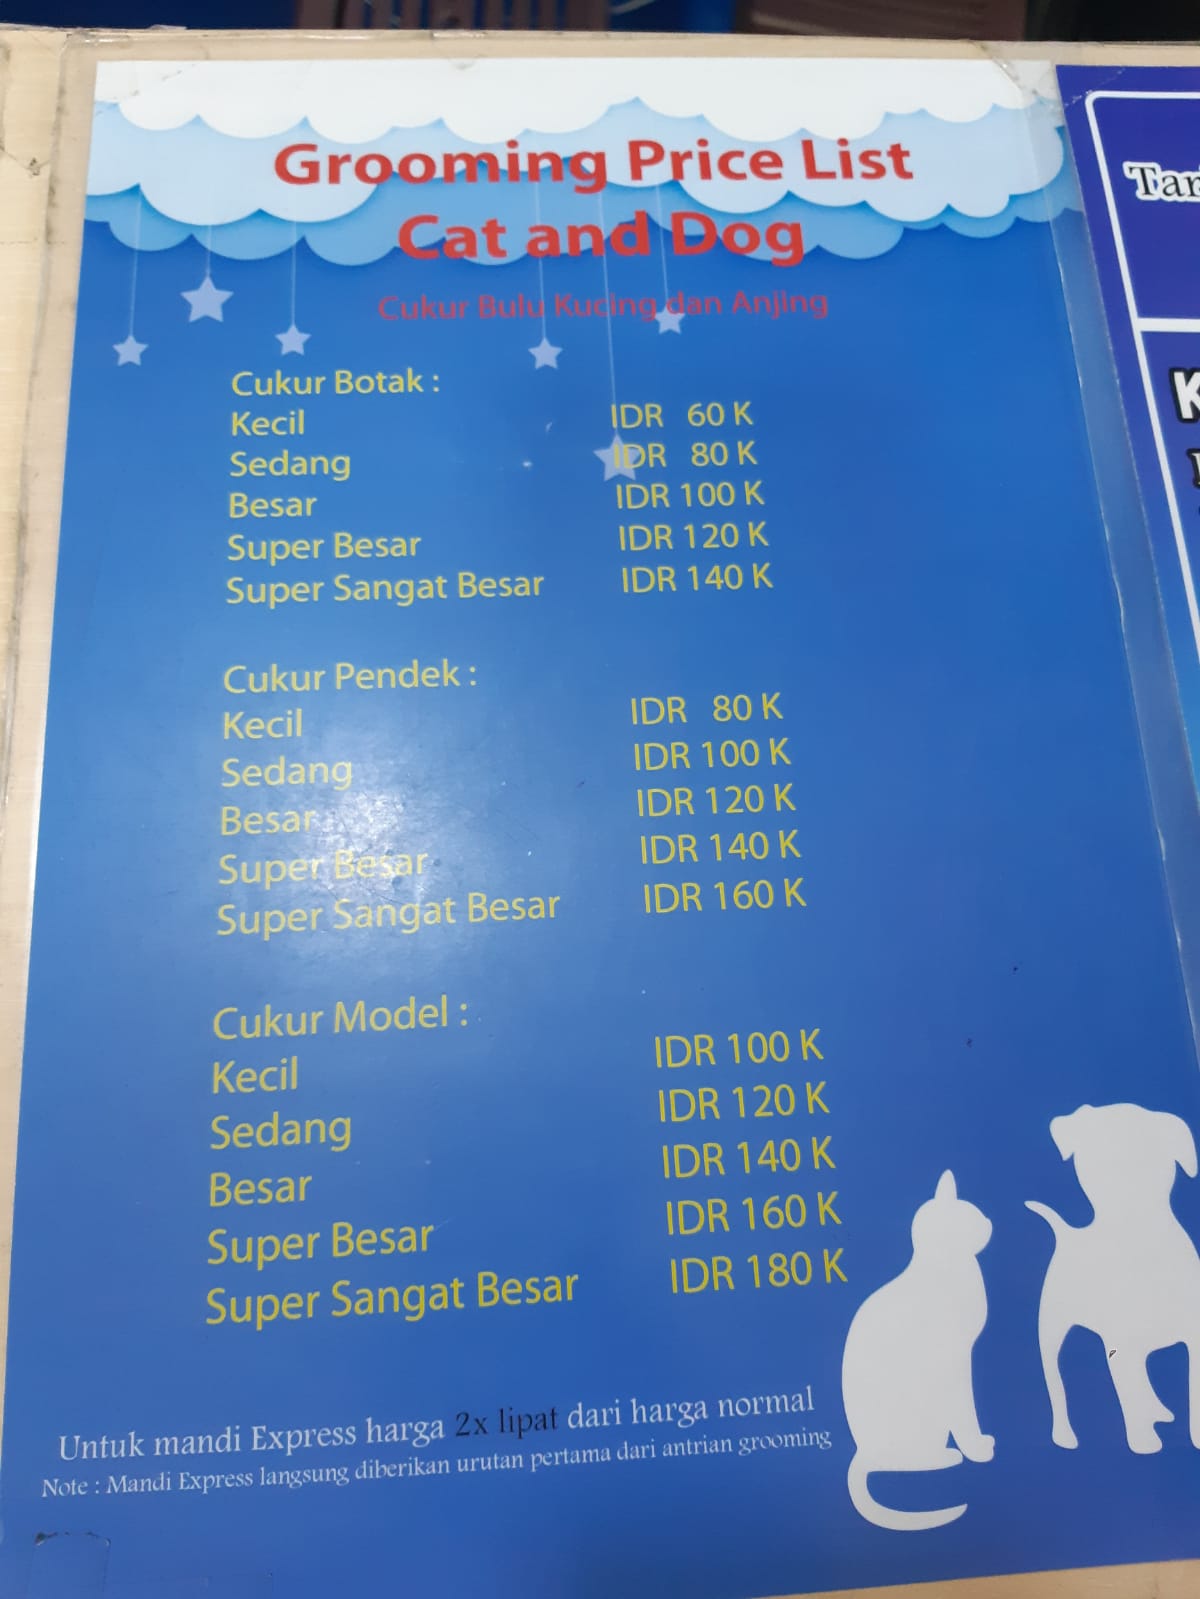 Grooming Price List
Cat and Dog
Cukur Bulu Kucing dan Anjing
Cukur Botak :
Kecil IDR 60 K
Sedang IDR 80 K
Besar IDR 100 K
Super Besar IDR 120 K
Super Sangat Besar IDR 140 K
Cukur Pendek :
Kecil IDR 80 K
Sedang IDR 100 K
Besar IDR 120 K
Super Besar IDR 140 K
Super Sangat Besar IDR 160 K
Cukur Model :
Kecil IDR 100 K
Sedang IDR 120 K
Besar IDR 140 K
Super Besar IDR 160 K
Super Sangat Besar IDR 180 K
Untuk mandi Express harga 2x lipat dari harga normal
Note : Mandi Express langsung diberikan urutan pertama dari antrian grooming